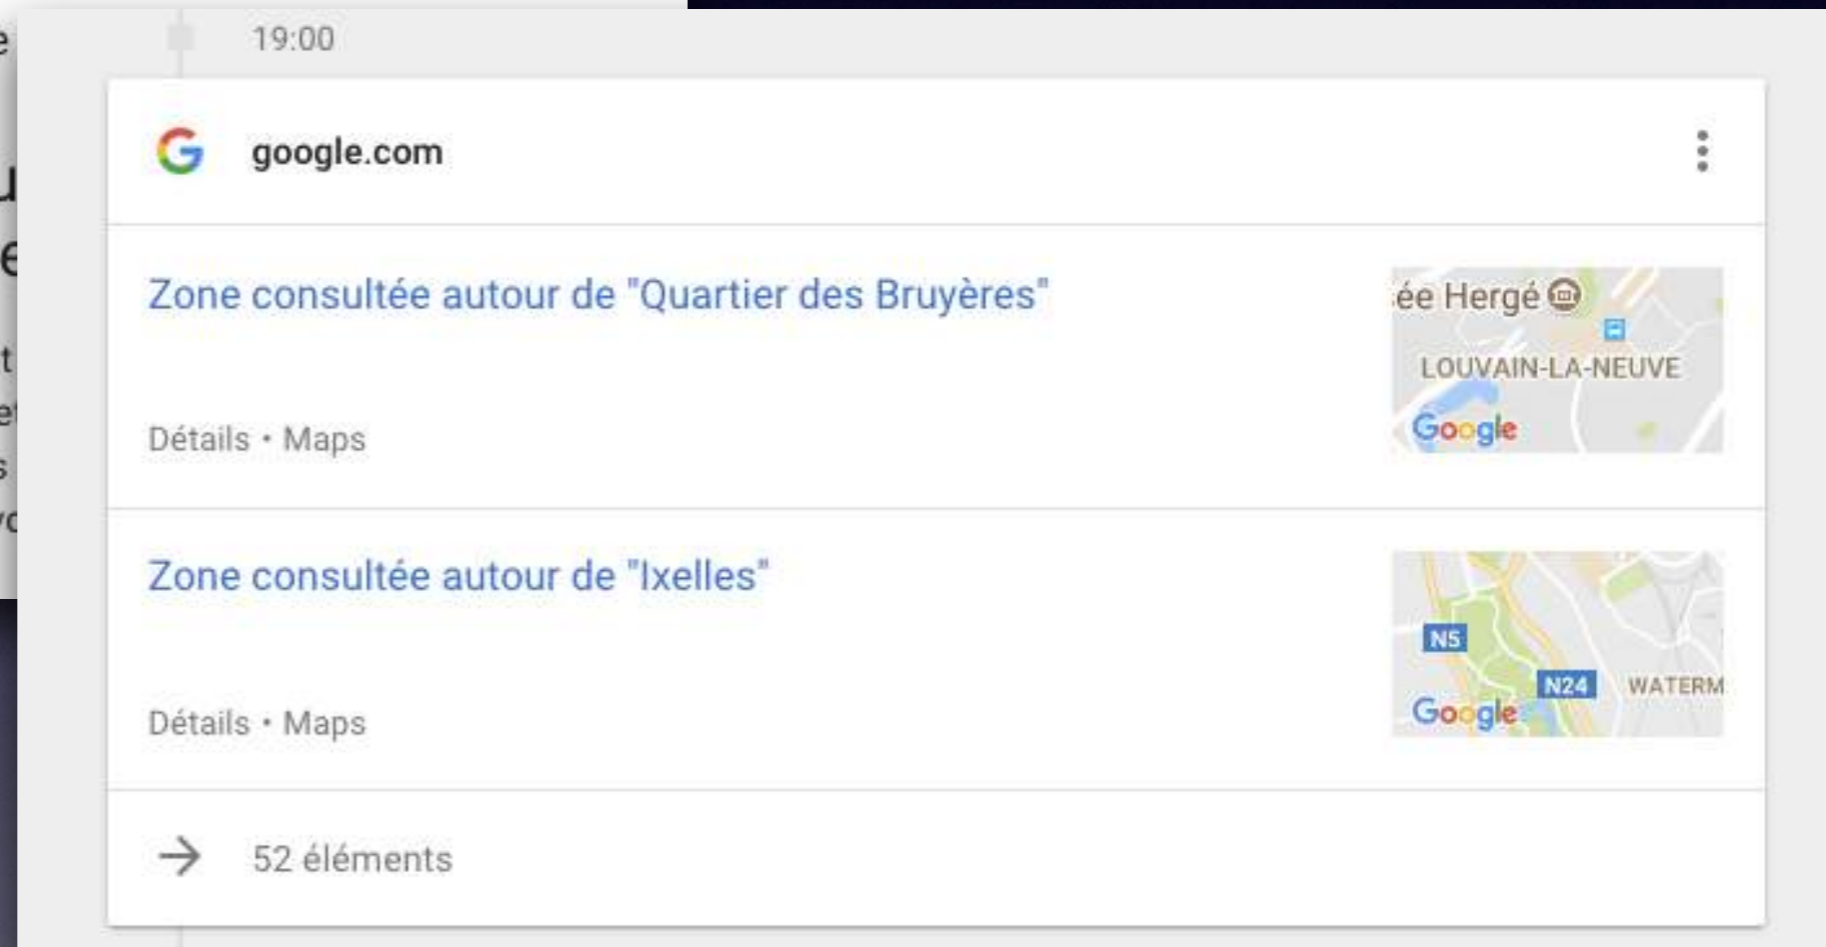 19:00
google.com
Zone consultée autour de "Quartier des Bruyères"
Détails • Maps
ée Hergé
LOUVAIN-LA-NEUVE
Google
Zone consultée autour de "Ixelles"
Détails • Maps
N5
N24
WATERM
Google
52 éléments